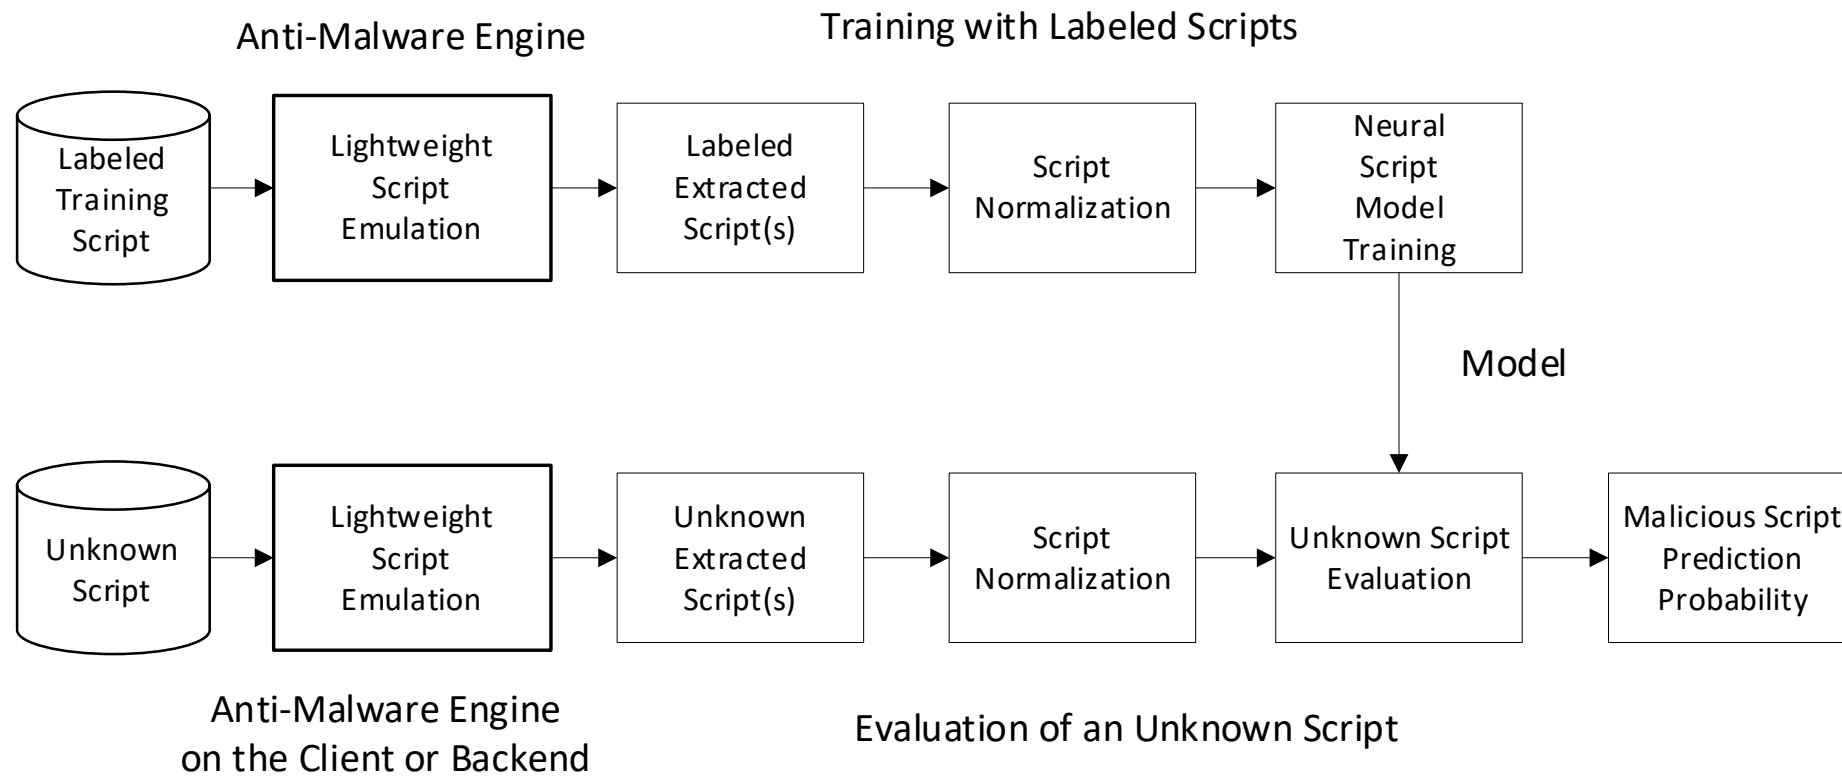 Anti-Malware Engine
Training with Labeled Scripts
Labeled
Training
Script
Lightweight
Script
Emulation
Labeled
Extracted
Script(s)
Script
Normalization
Neural
Script
Model
Training
Model
Unknown
Script
Lightweight
Script
Emulation
Unknown
Extracted
Script(s)
Script
Normalization
Unknown Script
Evaluation
Malicious Script
Prediction
Probability
Anti-Malware Engine
on the Client or Backend
Evaluation of an Unknown Script